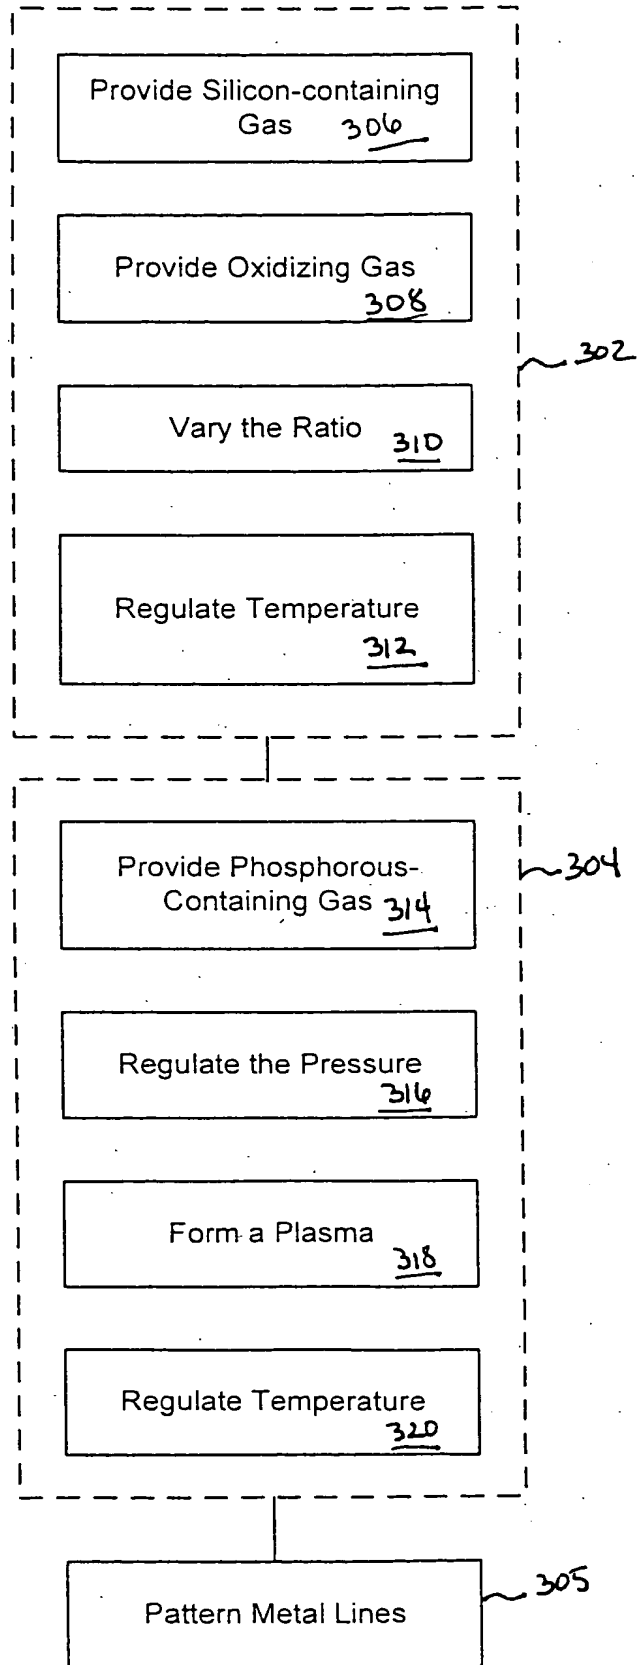 Provide Silicon-containing
Gas 306
Provide Oxidizing Gas
308
302
Vary the Ratio 310
Regulate Temperature
312
Provide Phosphorous-
Containing Gas 314
304
Regulate the Pressure
316
Form a Plasma
318
Regulate Temperature
320
305
Pattern Metal Lines